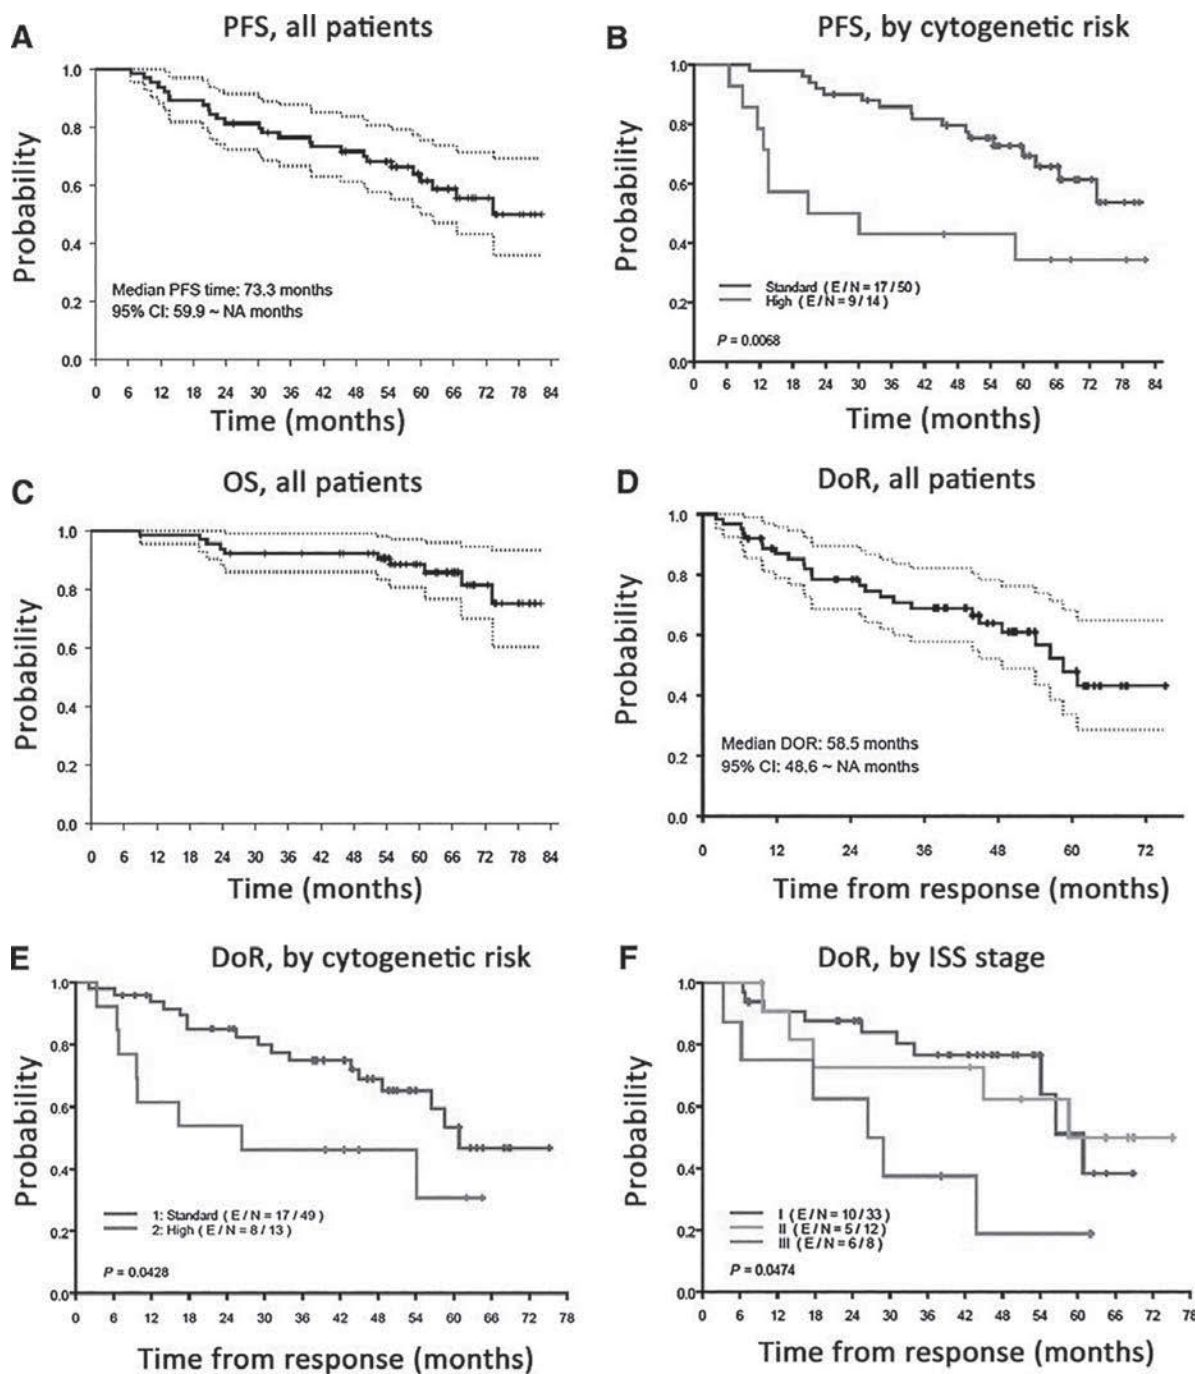 A
PFS, all patients
Probability
1.0
0.8
0.6
0.4
0.2
0.0
Median PFS time: 73.3 months
95% CI: 59.9 ~ NA months
0 6 12 18 24 30 36 42 48 54 60 66 72 78 84
Time (months)
B
PFS, by cytogenetic risk
Probability
1.0
0.8
0.6
0.4
0.2
0.0
Standard ( E / N = 17 / 50 )
High ( E / N = 9 / 14 )
P = 0.0068
0 6 12 18 24 30 36 42 48 54 60 66 72 78 84
Time (months)
C
OS, all patients
Probability
1.0
0.8
0.6
0.4
0.2
0.0
0 6 12 18 24 30 36 42 48 54 60 66 72 78 84
Time (months)
D
DoR, all patients
Probability
1.0
0.8
0.6
0.4
0.2
0.0
Median DOR: 58.5 months
95% CI: 48.6 ~ NA months
0 12 24 36 48 60 72
Time from response (months)
E
DoR, by cytogenetic risk
Probability
1.0
0.8
0.6
0.4
0.2
0.0
1: Standard ( E / N = 17 / 49 )
2: High ( E / N = 8 / 13 )
P = 0.0428
0 6 12 18 24 30 36 42 48 54 60 66 72 78
Time from response (months)
F
DoR, by ISS stage
Probability
1.0
0.8
0.6
0.4
0.2
0.0
I ( E / N = 10 / 33 )
II ( E / N = 5 / 12 )
III ( E / N = 6 / 8 )
P = 0.0474
0 6 12 18 24 30 36 42 48 54 60 66 72 78
Time from response (months)